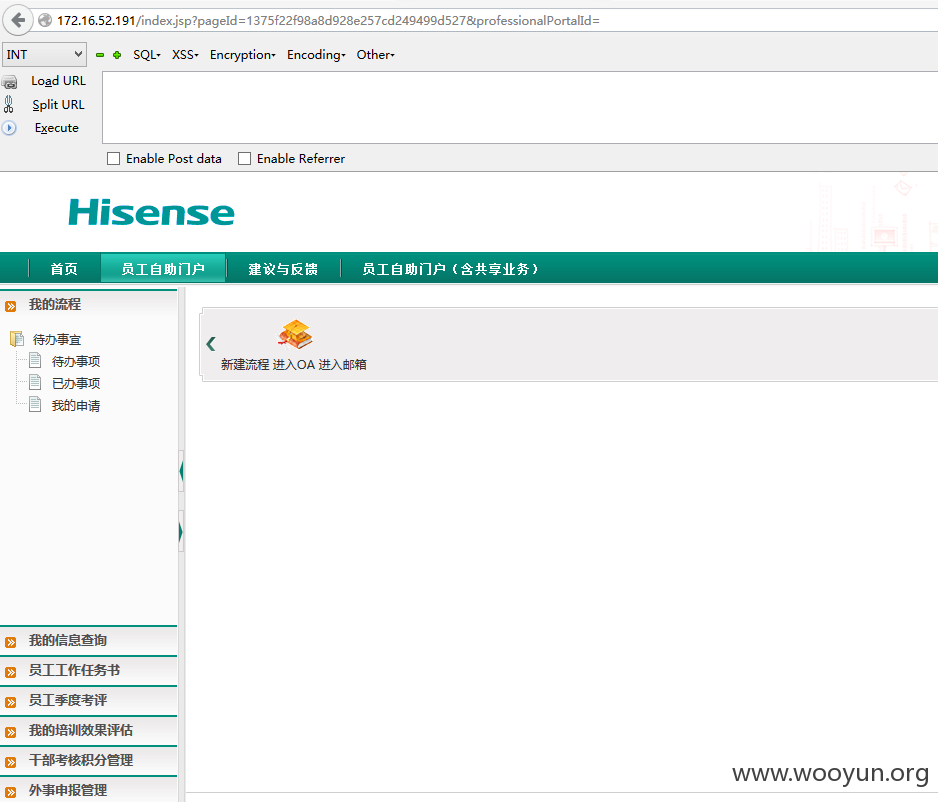 172.16.52.191/index.jsp?pageId=1375f22f98a8d928e257cd249499d527&professionalPortalId=
INT SQL XSS Encryption Encoding Other
Load URL
Split URL
Execute
Enable Post data Enable Referrer
Hisense
首页 员工自助门户 建议与反馈 员工自助门户（含共享业务）
我的流程
待办事宜
待办事项
已办事项
我的申请
新建流程 进入OA 进入邮箱
我的信息查询
员工工作任务书
员工季度考评
我的培训效果评估
干部考核积分管理
外事申报管理
www.wooyun.org